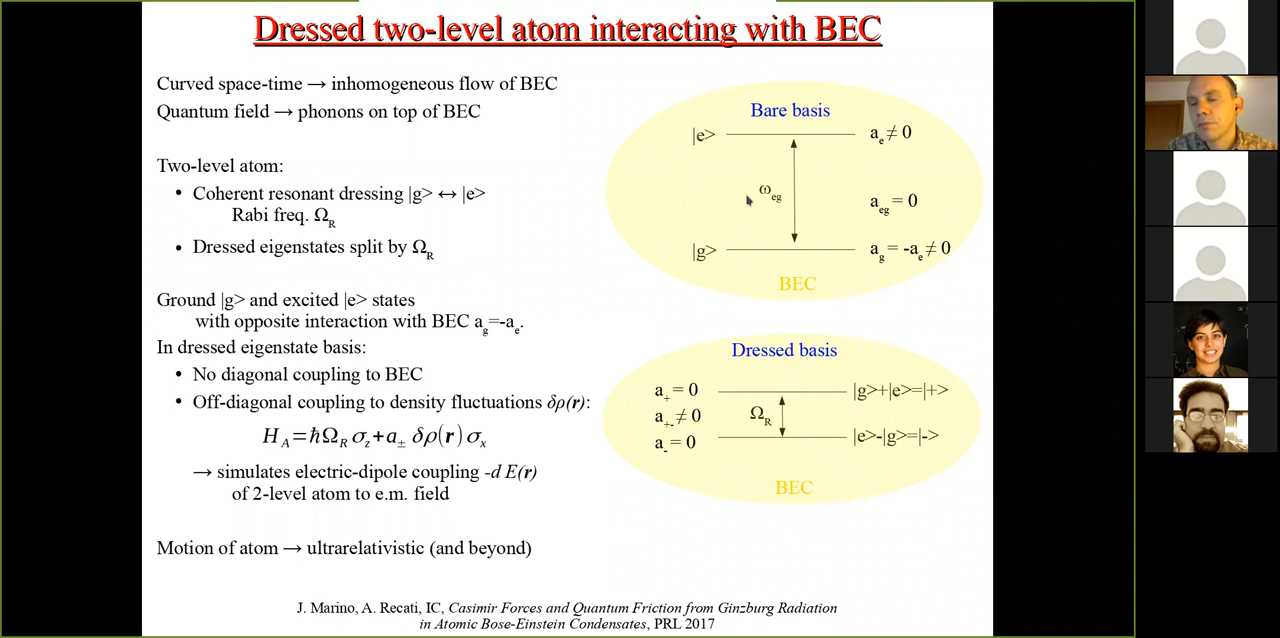 Dressed two-level atom interacting with BEC
Curved space-time → inhomogeneous flow of BEC
Quantum field → phonons on top of BEC
Two-level atom:
• Coherent resonant dressing |g> ↔ |e>
Rabi freq. Ω_R
• Dressed eigenstates split by Ω_R
Ground |g> and excited |e> states
with opposite interaction with BEC a_g=-a_e.
In dressed eigenstate basis:
• No diagonal coupling to BEC
• Off-diagonal coupling to density fluctuations δρ(r):
H_A=ℏΩ_R σ_z+a_± δρ(r)σ_x
→ simulates electric-dipole coupling -d E(r)
of 2-level atom to e.m. field
Motion of atom → ultrarelativistic (and beyond)
Bare basis
|e>
a_e ≠ 0
ω_eg
a_eg = 0
|g>
a_g = -a_e ≠ 0
BEC
Dressed basis
a_+ = 0
|g>+|e>=|+>
a_+- ≠ 0
Ω_R
a_- = 0
|e>-|g>=|->
BEC
J. Marino, A. Recati, IC, Casimir Forces and Quantum Friction from Ginzburg Radiation
in Atomic Bose-Einstein Condensates, PRL 2017